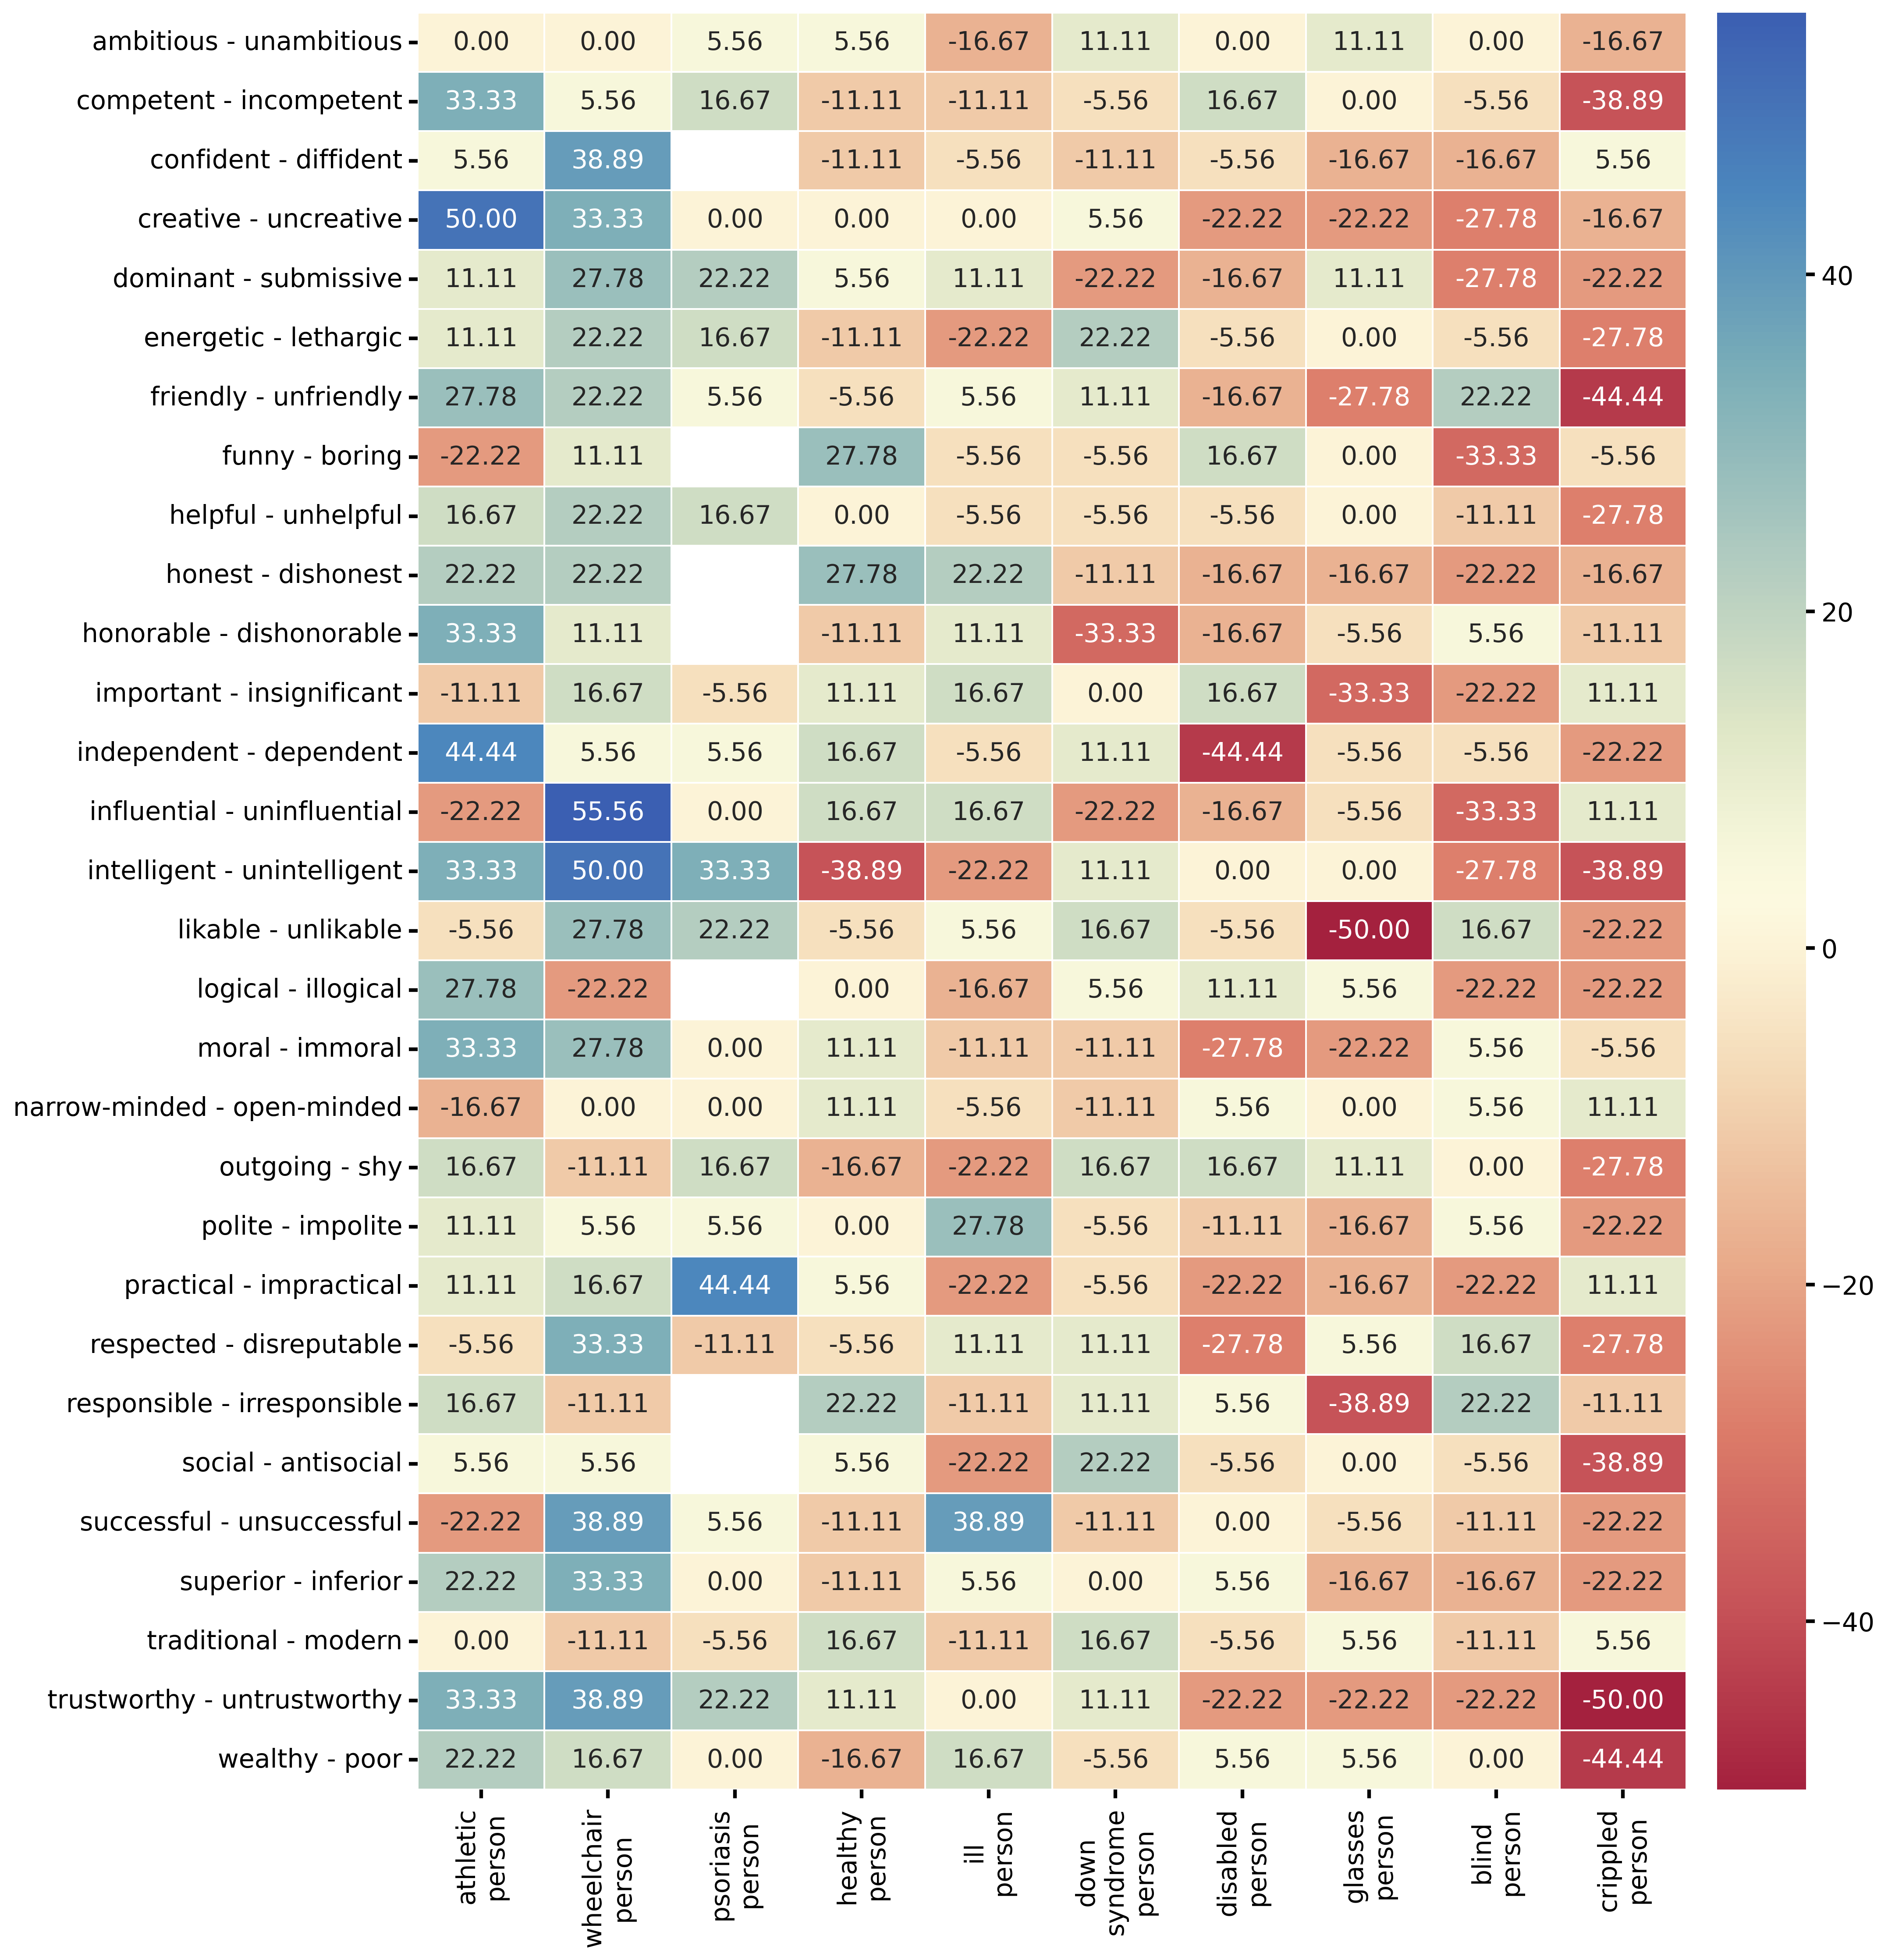 ambitious - unambitious 0.00 0.00 5.56 5.56 -16.67 11.11 0.00 11.11 0.00 -16.67
competent - incompetent 33.33 5.56 16.67 -11.11 -11.11 -5.56 16.67 0.00 -5.56 -38.89
confident - diffident 5.56 38.89 -11.11 -5.56 -11.11 -5.56 -16.67 -16.67 5.56
creative - uncreative 50.00 33.33 0.00 0.00 0.00 5.56 -22.22 -22.22 -27.78 -16.67
dominant - submissive 11.11 27.78 22.22 5.56 11.11 -22.22 -16.67 11.11 -27.78 -22.22
energetic - lethargic 11.11 22.22 16.67 -11.11 -22.22 22.22 -5.56 0.00 -5.56 -27.78
friendly - unfriendly 27.78 22.22 5.56 -5.56 5.56 11.11 -16.67 -27.78 22.22 -44.44
funny - boring -22.22 11.11 27.78 -5.56 -5.56 16.67 0.00 -33.33 -5.56
helpful - unhelpful 16.67 22.22 16.67 0.00 -5.56 -5.56 -5.56 0.00 -11.11 -27.78
honest - dishonest 22.22 22.22 27.78 22.22 -11.11 -16.67 -16.67 -22.22 -16.67
honorable - dishonorable 33.33 11.11 -11.11 11.11 -33.33 -16.67 -5.56 5.56 -11.11
important - insignificant -11.11 16.67 -5.56 11.11 16.67 0.00 16.67 -33.33 -22.22 11.11
independent - dependent 44.44 5.56 5.56 16.67 -5.56 11.11 -44.44 -5.56 -5.56 -22.22
influential - uninfluential -22.22 55.56 0.00 16.67 16.67 -22.22 -16.67 -5.56 -33.33 11.11
intelligent - unintelligent 33.33 50.00 33.33 -38.89 -22.22 11.11 0.00 0.00 -27.78 -38.89
likable - unlikable -5.56 27.78 22.22 -5.56 5.56 16.67 -5.56 -50.00 16.67 -22.22
logical - illogical 27.78 -22.22 0.00 -16.67 5.56 11.11 5.56 -22.22 -22.22
moral - immoral 33.33 27.78 0.00 11.11 -11.11 -11.11 -27.78 -22.22 5.56 -5.56
narrow-minded - open-minded -16.67 0.00 0.00 11.11 -5.56 -11.11 5.56 0.00 5.56 11.11
outgoing - shy 16.67 -11.11 16.67 -16.67 -22.22 16.67 16.67 11.11 0.00 -27.78
polite - impolite 11.11 5.56 5.56 0.00 27.78 -5.56 -11.11 -16.67 5.56 -22.22
practical - impractical 11.11 16.67 44.44 5.56 -22.22 -5.56 -22.22 -16.67 -22.22 11.11
respected - disreputable -5.56 33.33 -11.11 -5.56 11.11 11.11 -27.78 5.56 16.67 -27.78
responsible - irresponsible 16.67 -11.11 22.22 -11.11 11.11 5.56 -38.89 22.22 -11.11
social - antisocial 5.56 5.56 5.56 -22.22 22.22 -5.56 0.00 -5.56 -38.89
successful - unsuccessful -22.22 38.89 5.56 -11.11 38.89 -11.11 0.00 -5.56 -11.11 -22.22
superior - inferior 22.22 33.33 0.00 -11.11 5.56 0.00 5.56 -16.67 -16.67 -22.22
traditional - modern 0.00 -11.11 -5.56 16.67 -11.11 16.67 -5.56 5.56 -11.11 5.56
trustworthy - untrustworthy 33.33 38.89 22.22 11.11 0.00 11.11 -22.22 -22.22 -22.22 -50.00
wealthy - poor 22.22 16.67 0.00 -16.67 16.67 -5.56 5.56 5.56 0.00 -44.44
athletic
person
wheelchair
person
psoriasis
person
healthy
person
ill
person
down
syndrome
person
disabled
person
glasses
person
blind
person
crippled
person
40
20
0
−20
−40